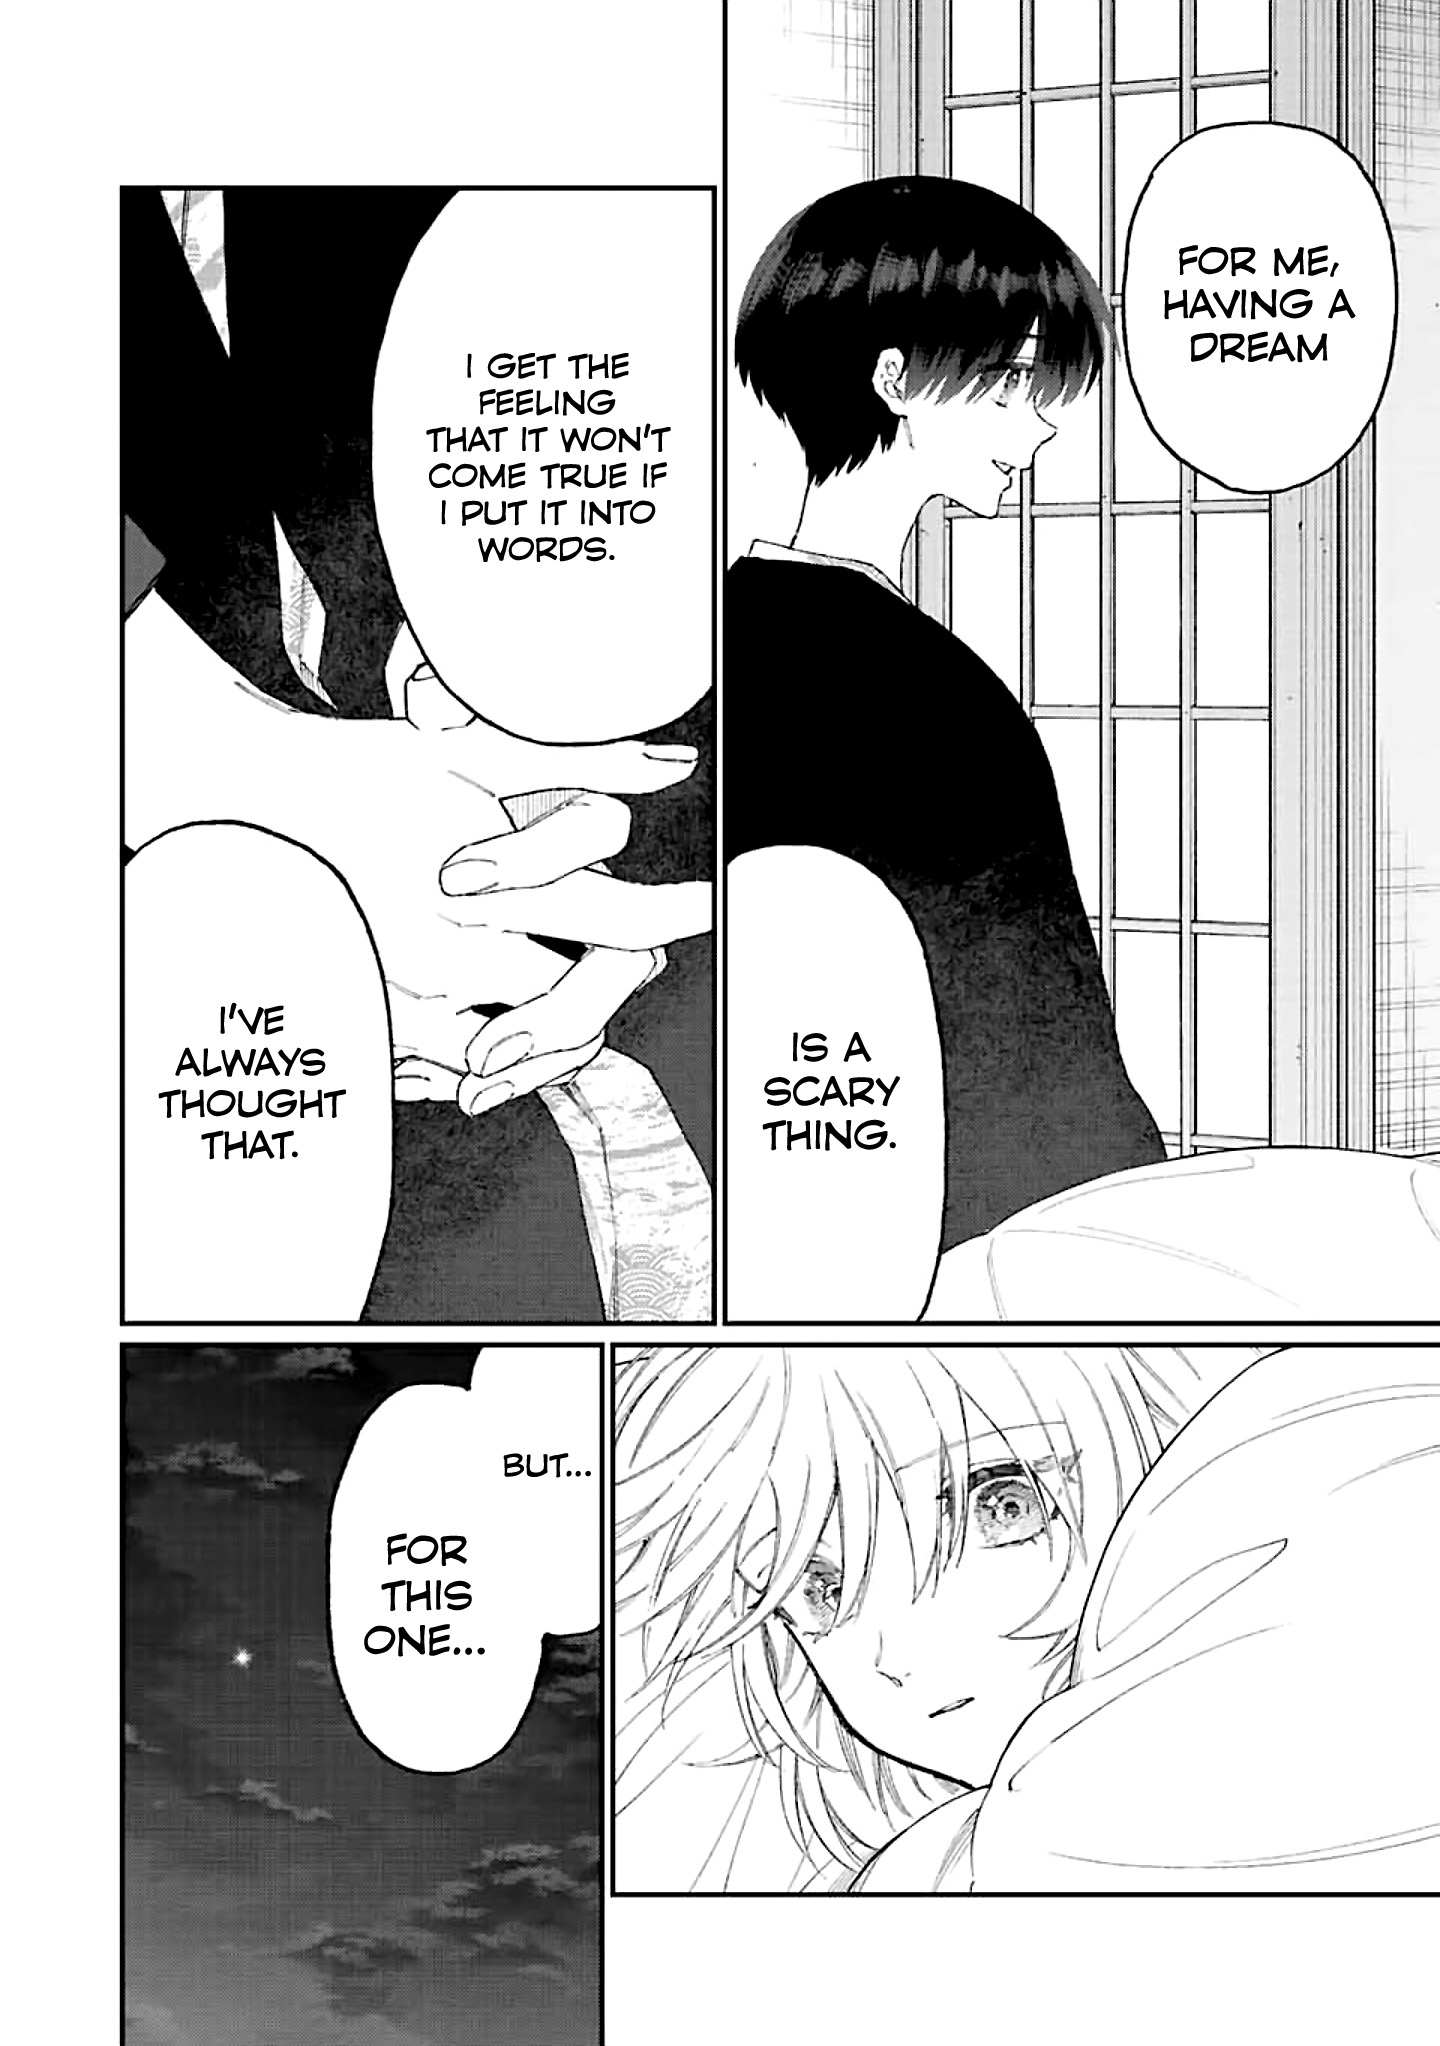 FOR ME,
HAVING A
DREAM
IS A
SCARY
THING.
I GET THE
FEELING
THAT IT WON'T
COME TRUE IF
I PUT IT INTO
WORDS.
I'VE
ALWAYS
THOUGHT
THAT.
BUT...
FOR
THIS
ONE...